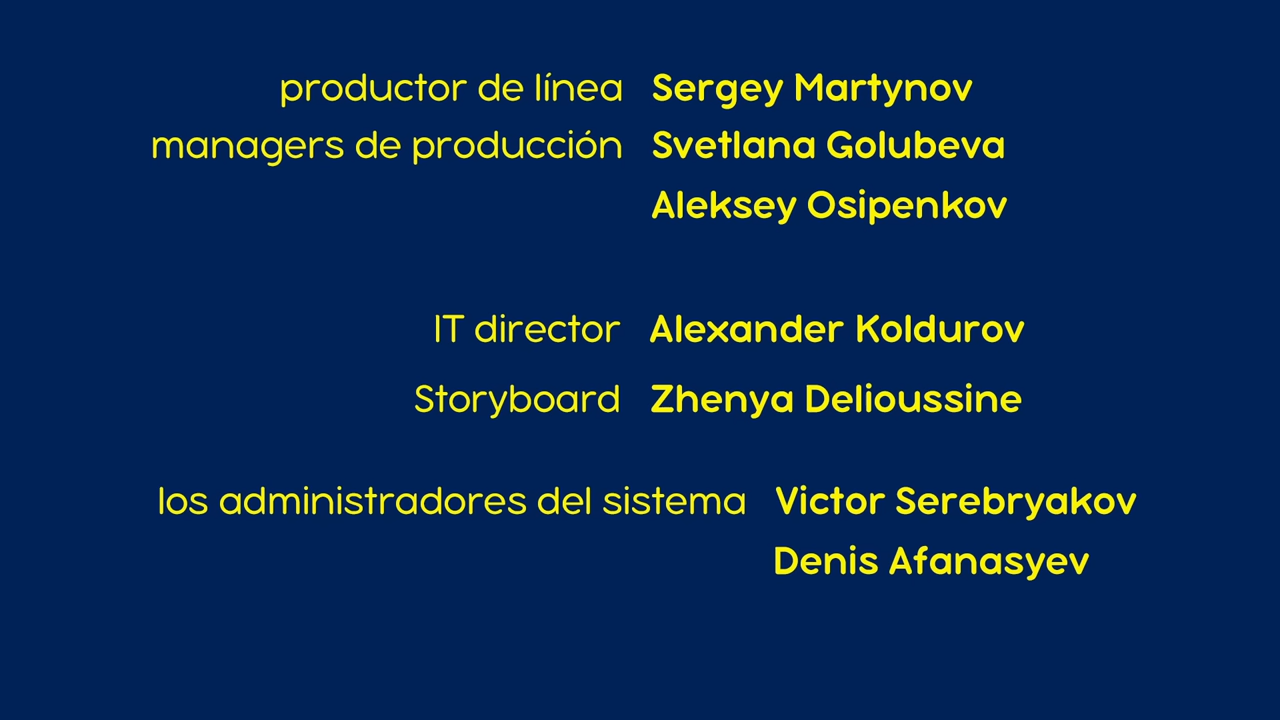 productor de línea Sergey Martynov
managers de producción Svetlana Golubeva
Aleksey Osipenkov
IT director Alexander Koldurov
Storyboard Zhenya Delioussine
los administradores del sistema Victor Serebryakov
Denis Afanasyev